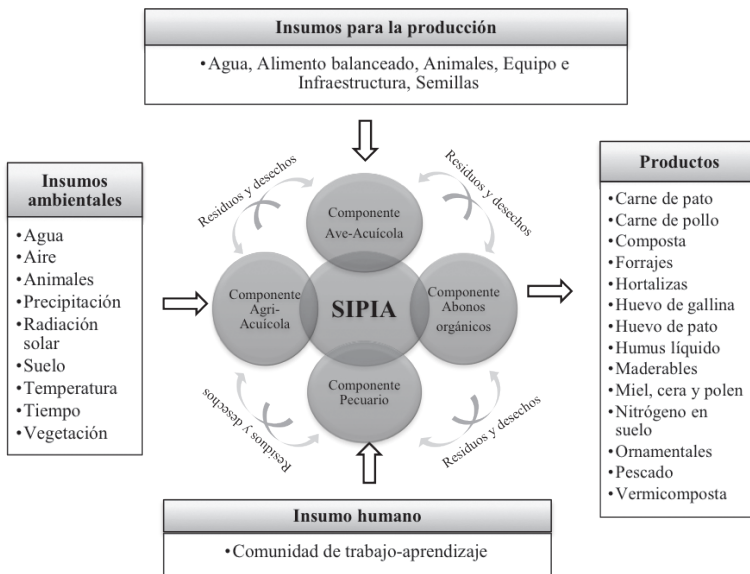 Insumos para la producción
•Agua, Alimento balanceado, Animales, Equipo e
Infraestructura, Semillas
Insumos
ambientales
•Agua
•Aire
•Animales
•Precipitación
•Radiación
solar
•Suelo
•Temperatura
•Tiempo
•Vegetación
Residuos y desechos
Residuos y desechos
Componente
Ave-Acuícola
Componente
Agri-
Acuícola
SIPIA
Componente
Abonos
orgánicos
Componente
Pecuario
Residuos y desechos
Residuos y desechos
Productos
•Carne de pato
•Carne de pollo
•Composta
•Forrajes
•Hortalizas
•Huevo de gallina
•Huevo de pato
•Humus líquido
•Maderables
•Miel, cera y polen
•Nitrógeno en
suelo
•Ornamentales
•Pescado
•Vermicomposta
Insumo humano
•Comunidad de trabajo-aprendizaje